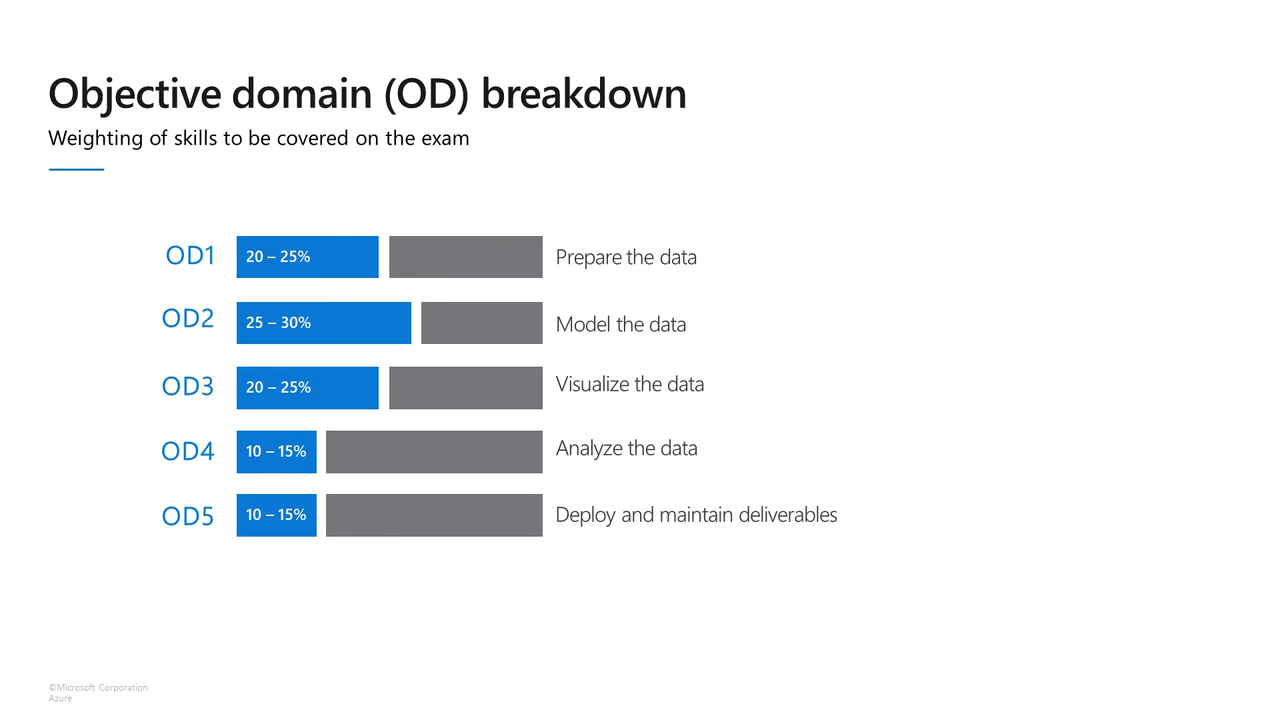 Objective domain (OD) breakdown
Weighting of skills to be covered on the exam
OD1 20 – 25% Prepare the data
OD2 25 – 30% Model the data
OD3 20 – 25% Visualize the data
OD4 10 – 15% Analyze the data
OD5 10 – 15% Deploy and maintain deliverables
©Microsoft Corporation
Azure